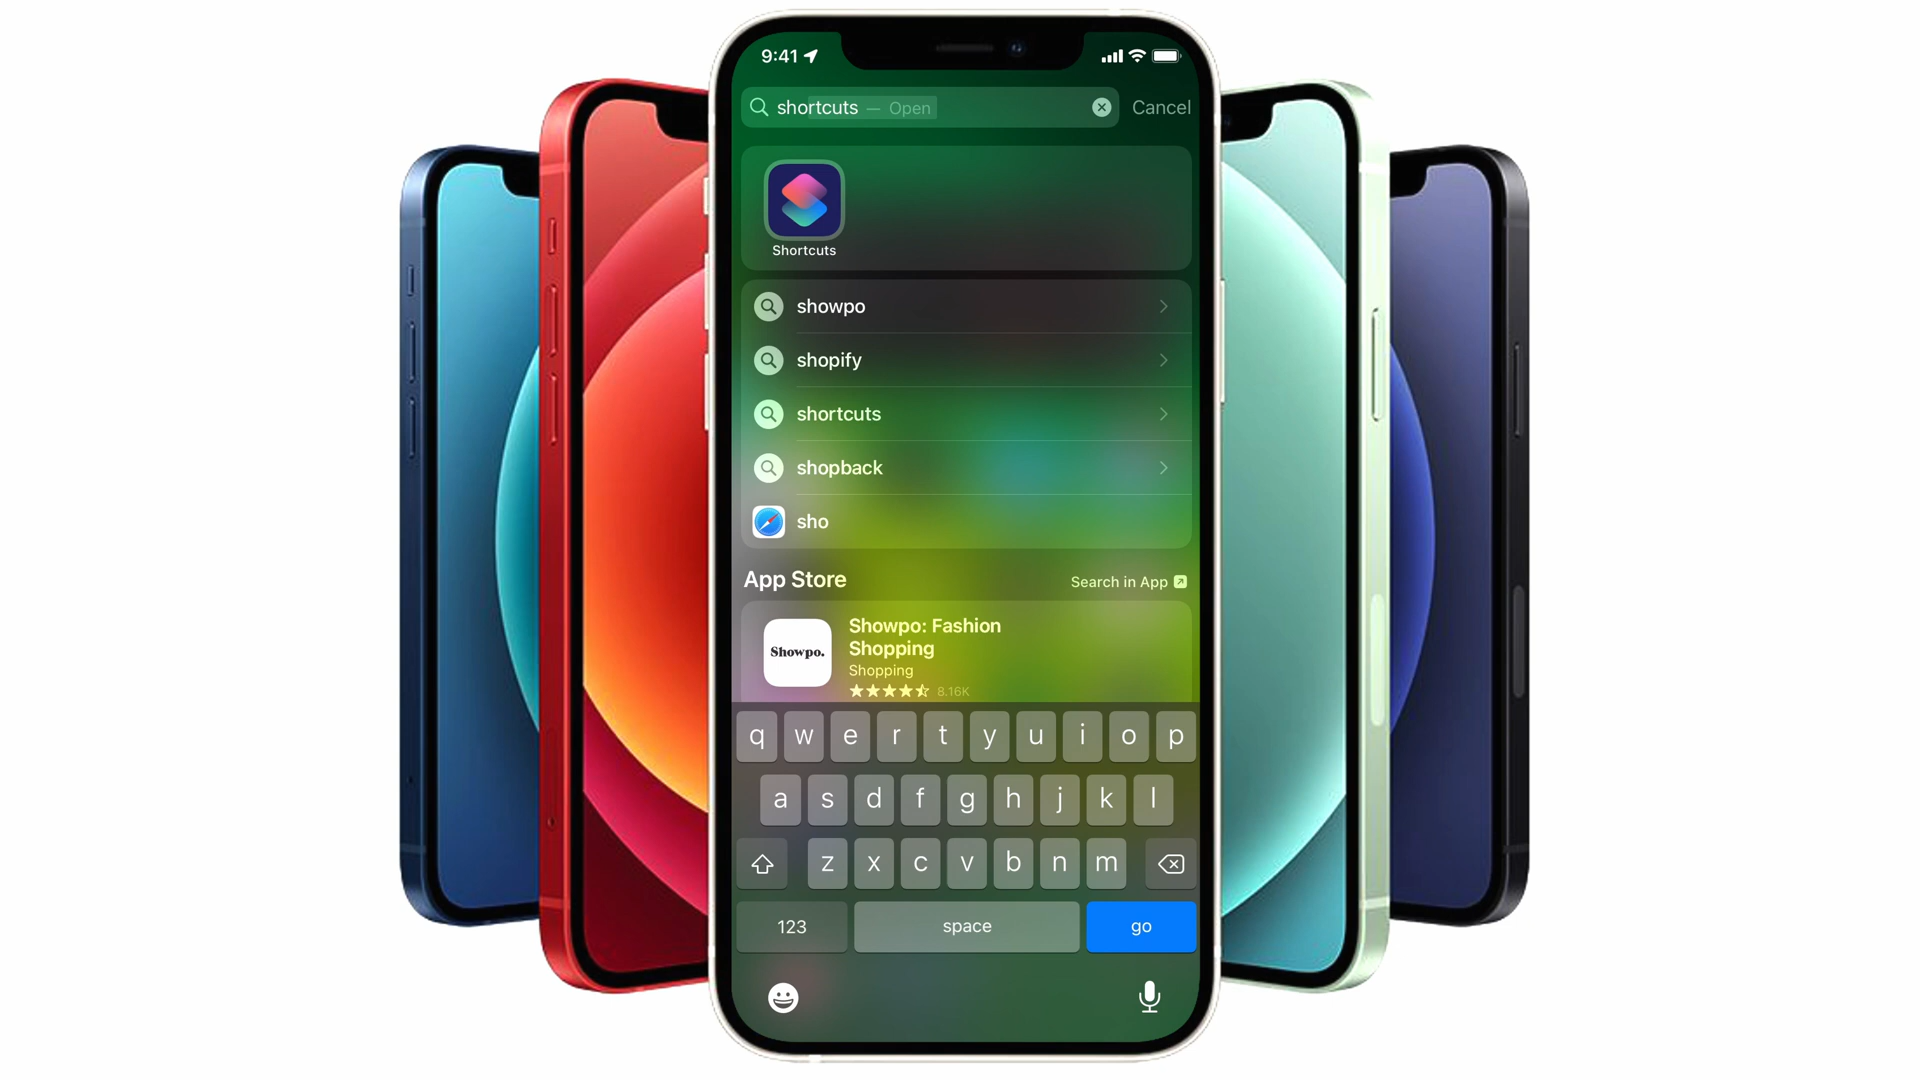 9:41
shortcuts — Open
Cancel
Shortcuts
showpo
shopify
shortcuts
shopback
sho
App Store
Search in App
Showpo.
Showpo: Fashion
Shopping
Shopping
8.16K
q w e r t y u i o p
a s d f g h j k l
z x c v b n m
123
space
go